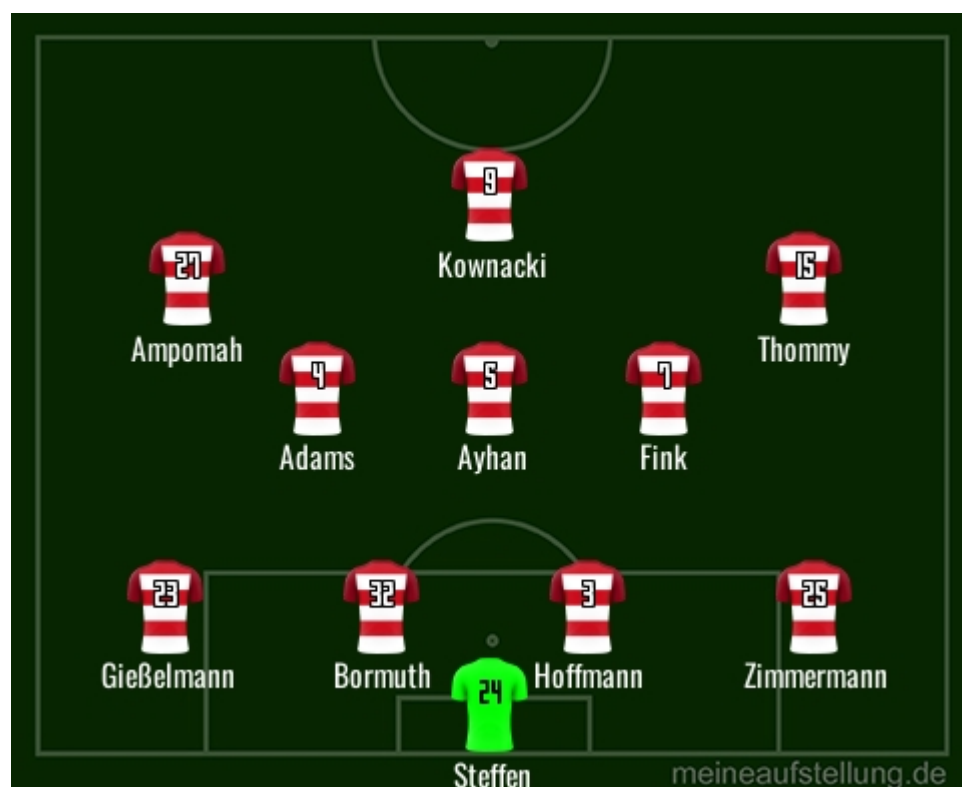 9
Kownacki
27
15
Ampomah
Thommy
4
5
7
Adams
Ayhan
Fink
23
32
3
25
Gießelmann
Bormuth
Hoffmann
Zimmermann
24
Steffen
meineaufstellung.de